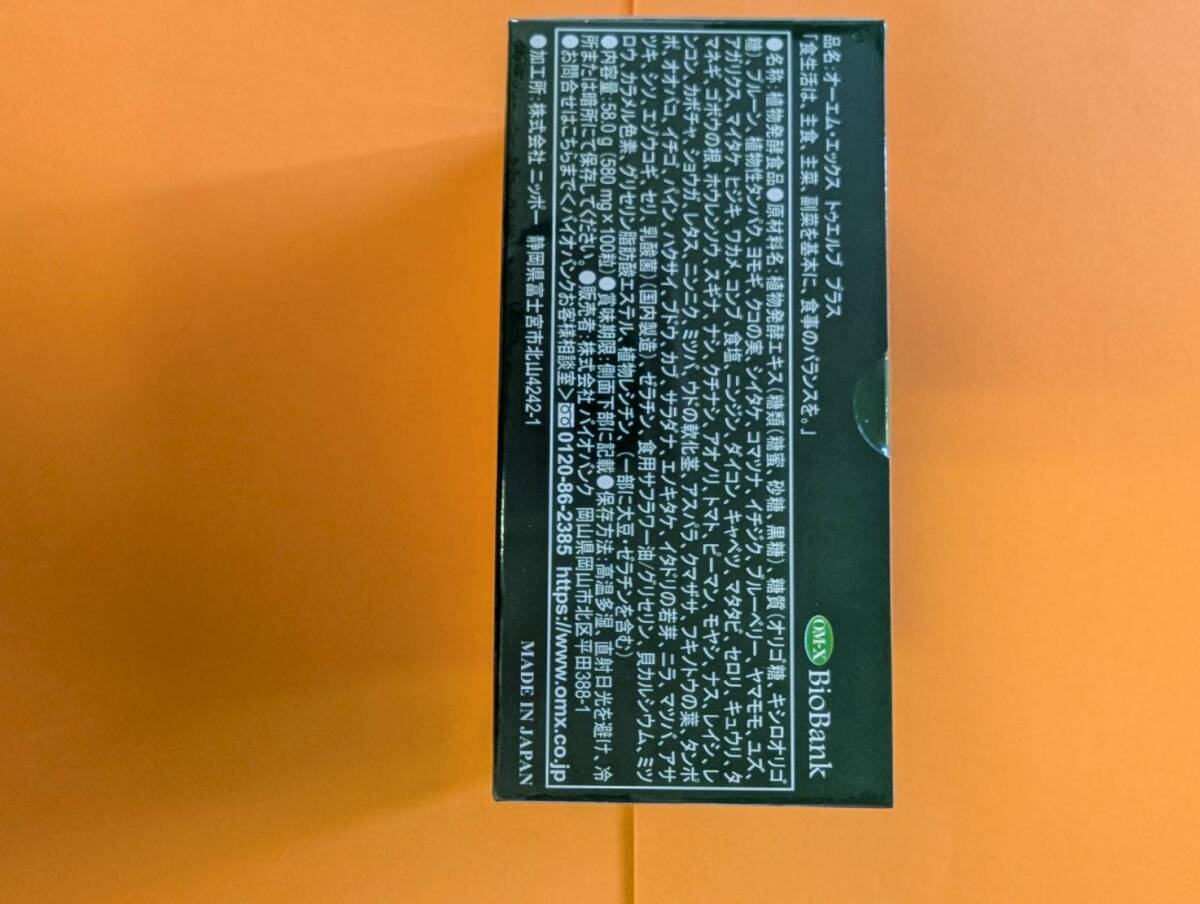 品名：オーエム・エックス トゥエルブ プラス
「食生活は、主食、主菜、副菜を基本に、食事のバランスを。」
OM-X BioBank
●名称：植物発酵食品●原材料名：植物発酵エキス（糖類（糖蜜、砂糖、黒糖）、糖質（オリゴ糖、キシロオリゴ
糖）、プルーン、植物性タンパク、ヨモギ、クコの実、シイタケ、コマツナ、イチジク、ブルーベリー、ヤマモモ、ユズ、
アガリクス、マイタケ、ヒジキ、ワカメ、コンブ、食塩、ニンジン、ダイコン、キャベツ、マタタビ、セロリ、キュウリ、タ
マネギ、ゴボウの根、ホウレンソウ、スギナ、ナシ、クチナシ、アオノリ、トマト、ピーマン、モヤシ、ナス、レイシ、レ
ンコン、カボチャ、ショウガ、レタス、ニンニク、ミツバ、ウドの軟化茎、アスパラ、クマザサ、フキノトウの葉、タンポ
ポ、オオバコ、イチゴ、パイン、ハクサイ、ブドウ、カブ、サラダナ、エノキタケ、イタドリの若芽、ニラ、マツバ、アサ
ツキ、シソ、エゾウコギ、セリ、乳酸菌）（国内製造）、ゼラチン、食用サフラワー油/グリセリン、貝カルシウム、ミツ
ロウ、カラメル色素、グリセリン脂肪酸エステル、植物レシチン、（一部に大豆・ゼラチンを含む）
●内容量：58.0g（580mg×100粒）●賞味期限：側面下部に記載●保存方法：高温多湿、直射日光を避け、冷
所または暗所にて保存してください。●販売者：株式会社 バイオバンク 岡山県岡山市北区平田388-1
●お問合せはこちらまで＜バイオバンクお客様相談室＞0120-86-2385 https://www.omx.co.jp
●加工所：株式会社 ニッポー 静岡県富士宮市北山4242-1
MADE IN JAPAN